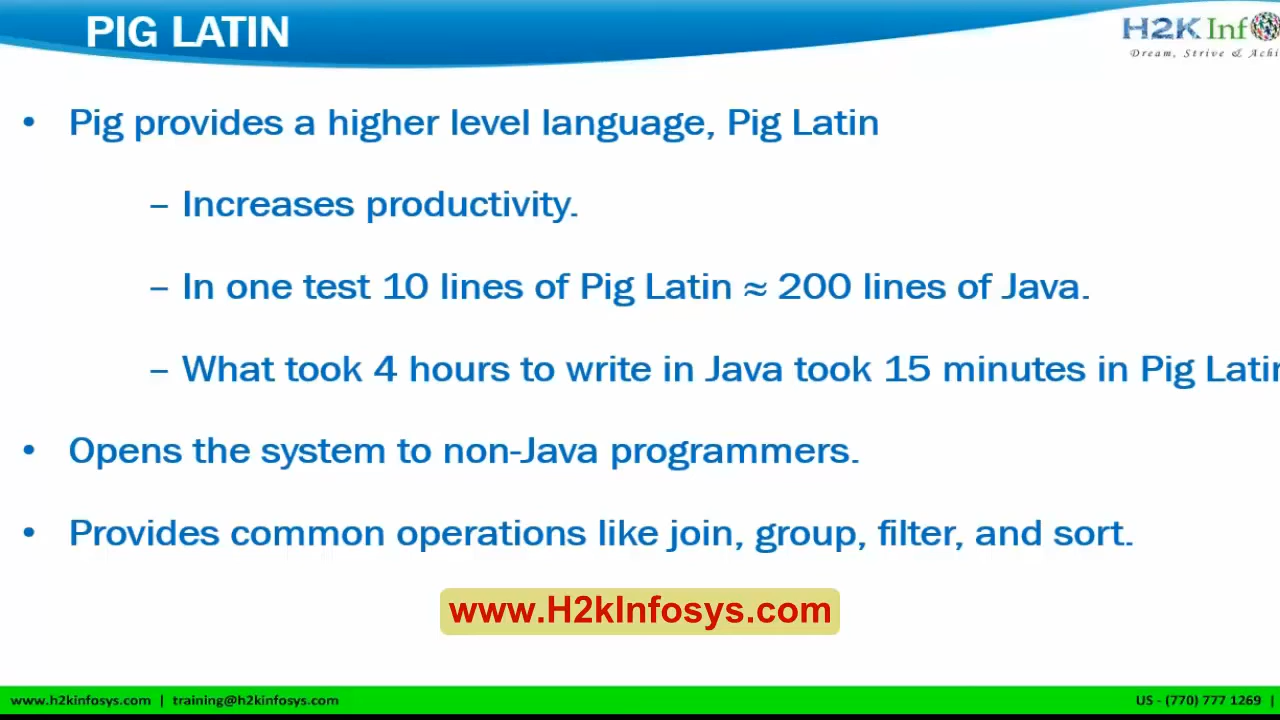 PIG LATIN
H2K Inf
Dream, Strive & Achi
• Pig provides a higher level language, Pig Latin
– Increases productivity.
– In one test 10 lines of Pig Latin ≈ 200 lines of Java.
– What took 4 hours to write in Java took 15 minutes in Pig Latin
• Opens the system to non-Java programmers.
• Provides common operations like join, group, filter, and sort.
www.H2kInfosys.com
www.h2kinfosys.com | training@h2kinfosys.com
US - (770) 777 1269 |